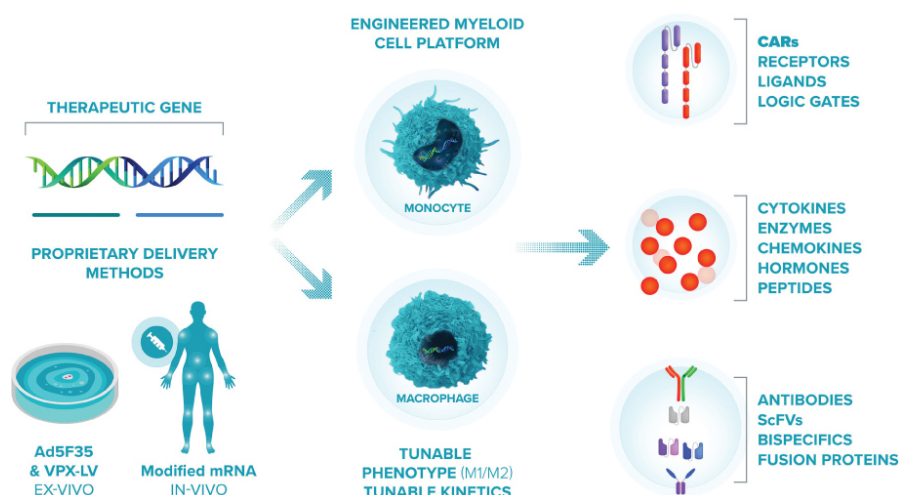 THERAPEUTIC GENE
PROPRIETARY DELIVERY
METHODS
Ad5F35
& VPX-LV
EX-VIVO
Modified mRNA
IN-VIVO
ENGINEERED MYELOID
CELL PLATFORM
MONOCYTE
MACROPHAGE
TUNABLE
PHENOTYPE (M1/M2)
TUNABLE KINETICS
CARs
RECEPTORS
LIGANDS
LOGIC GATES
CYTOKINES
ENZYMES
CHEMOKINES
HORMONES
PEPTIDES
ANTIBODIES
ScFVs
BISPECIFICS
FUSION PROTEINS